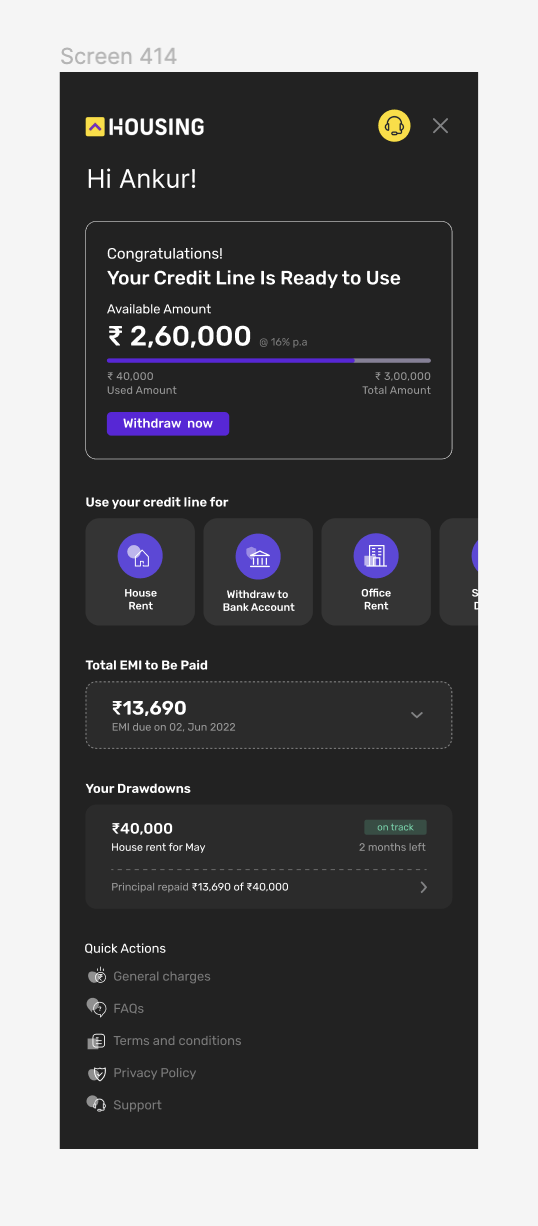 Screen 414
HOUSING
Hi Ankur!
Congratulations!
Your Credit Line Is Ready to Use
Available Amount
₹ 2,60,000 @ 16% p.a
₹ 40,000 ₹ 3,00,000
Used Amount Total Amount
Withdraw now
Use your credit line for
House
Rent
Withdraw to
Bank Account
Office
Rent
Total EMI to Be Paid
₹13,690
EMI due on 02, Jun 2022
Your Drawdowns
₹40,000 on track
House rent for May 2 months left
Principal repaid ₹13,690 of ₹40,000
Quick Actions
General charges
FAQs
Terms and conditions
Privacy Policy
Support